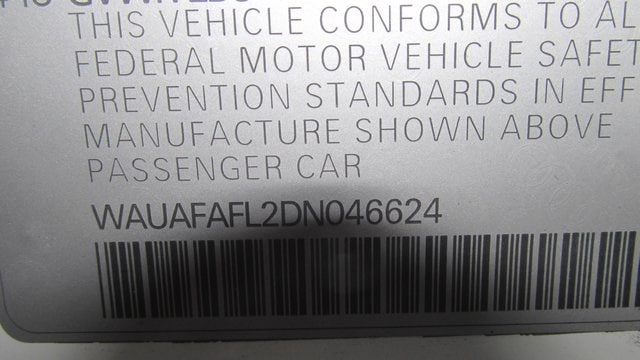 THIS VEHICLE CONFORMS TO AL
FEDERAL MOTOR VEHICLE SAFET
PREVENTION STANDARDS IN EFF
MANUFACTURE SHOWN ABOVE
PASSENGER CAR
WAUAFAFL2DN046624